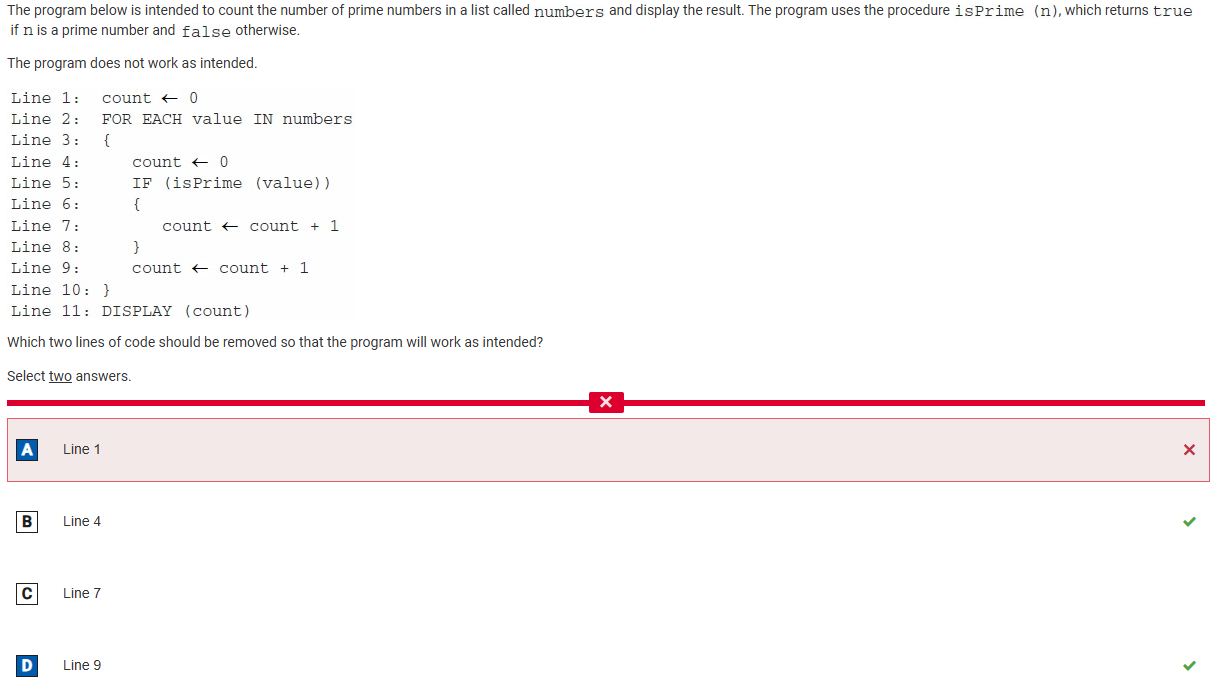 The program below is intended to count the number of prime numbers in a list called numbers and display the result. The program uses the procedure isPrime (n), which returns true
if n is a prime number and false otherwise.
The program does not work as intended.
Line 1: count ← 0
Line 2: FOR EACH value IN numbers
Line 3: {
Line 4: count ← 0
Line 5: IF (isPrime (value))
Line 6: {
Line 7: count ← count + 1
Line 8: }
Line 9: count ← count + 1
Line 10: }
Line 11: DISPLAY (count)
Which two lines of code should be removed so that the program will work as intended?
Select two answers.
A Line 1
B Line 4
C Line 7
D Line 9